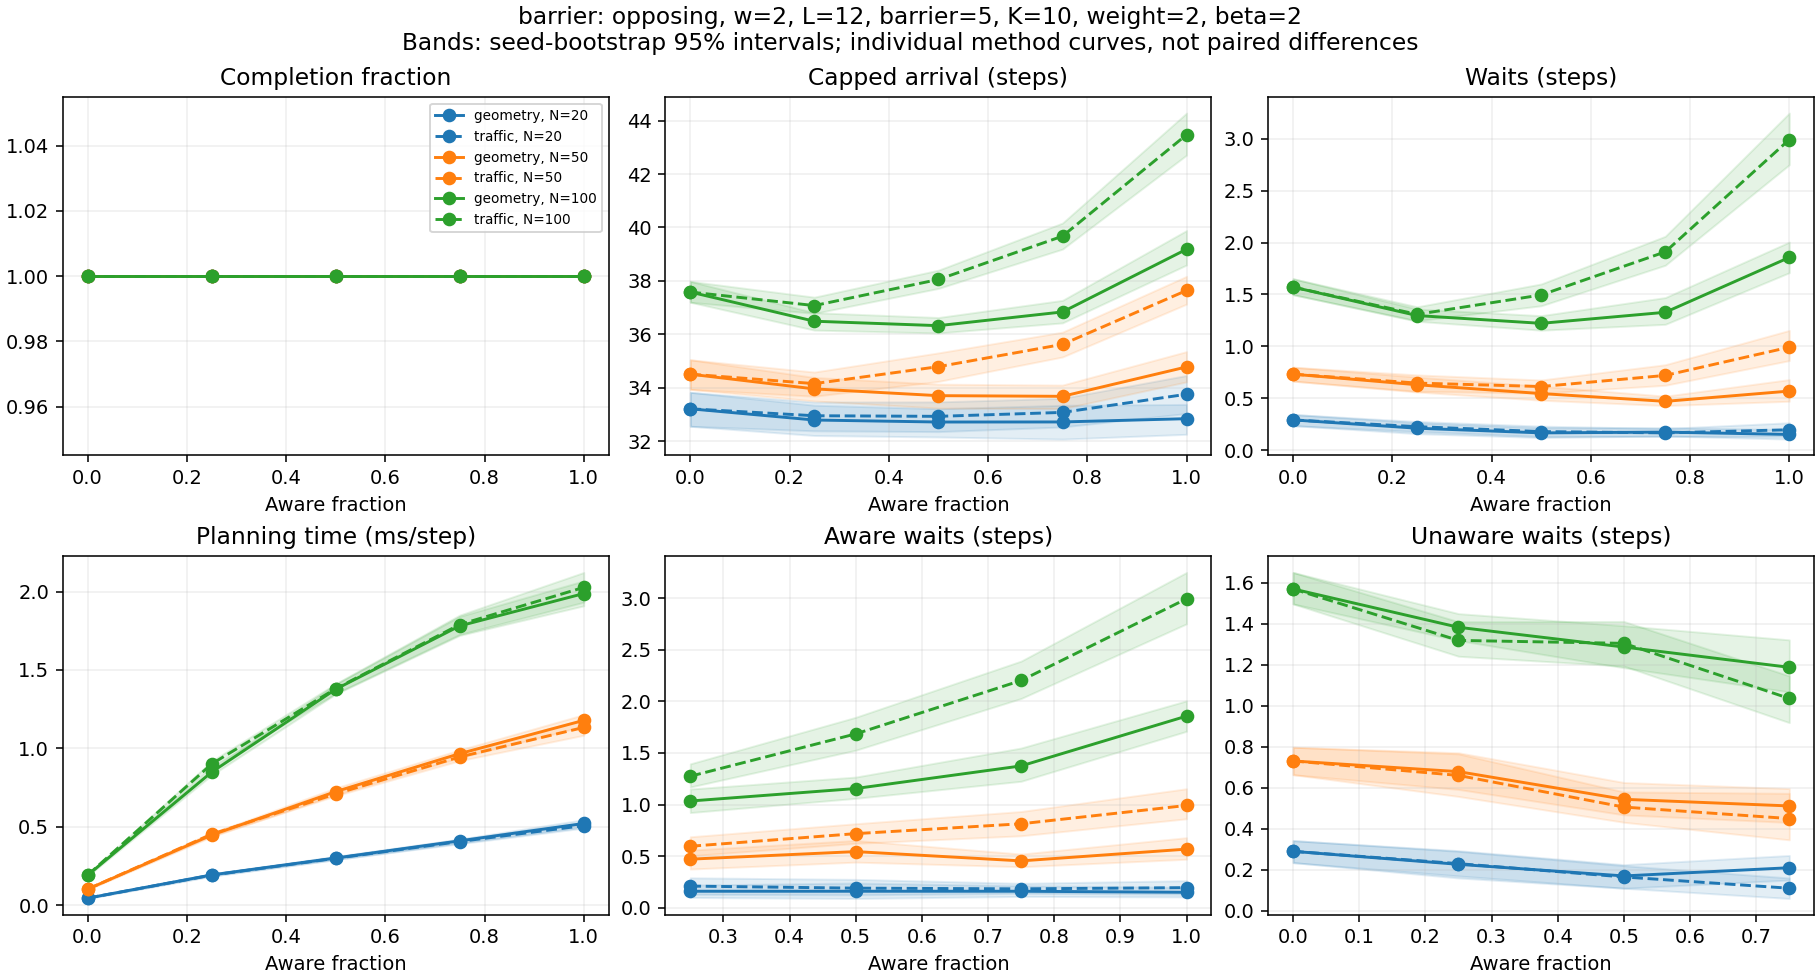 barrier: opposing, w=2, L=12, barrier=5, K=10, weight=2, beta=2
Bands: seed-bootstrap 95% intervals; individual method curves, not paired differences
Completion fraction
1.04
1.02
1.00
0.98
0.96
0.0 0.2 0.4 0.6 0.8 1.0
Aware fraction
geometry, N=20
traffic, N=20
geometry, N=50
traffic, N=50
geometry, N=100
traffic, N=100
Capped arrival (steps)
44
42
40
38
36
34
32
0.0 0.2 0.4 0.6 0.8 1.0
Aware fraction
Waits (steps)
3.0
2.5
2.0
1.5
1.0
0.5
0.0
0.0 0.2 0.4 0.6 0.8 1.0
Aware fraction
Planning time (ms/step)
2.0
1.5
1.0
0.5
0.0
0.0 0.2 0.4 0.6 0.8 1.0
Aware fraction
Aware waits (steps)
3.0
2.5
2.0
1.5
1.0
0.5
0.0
0.3 0.4 0.5 0.6 0.7 0.8 0.9 1.0
Aware fraction
Unaware waits (steps)
1.6
1.4
1.2
1.0
0.8
0.6
0.4
0.2
0.0
0.0 0.1 0.2 0.3 0.4 0.5 0.6 0.7
Aware fraction